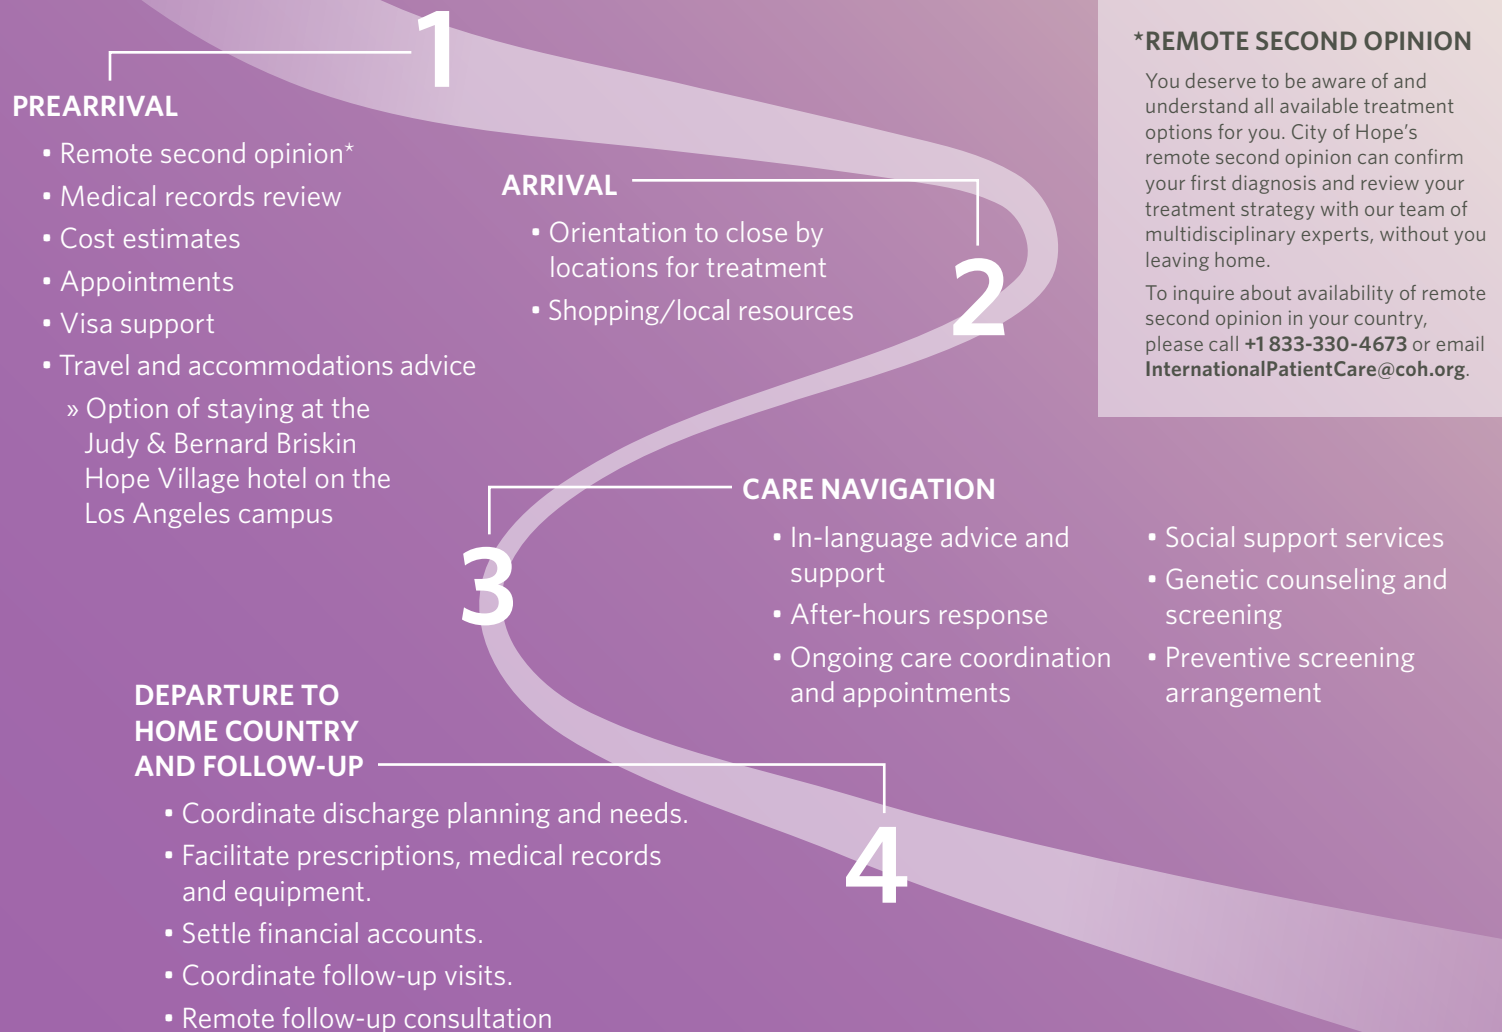 1
PREARRIVAL
• Remote second opinion*
• Medical records review
• Cost estimates
• Appointments
• Visa support
• Travel and accommodations advice
» Option of staying at the
Judy & Bernard Briskin
Hope Village hotel on the
Los Angeles campus
ARRIVAL
• Orientation to close by
locations for treatment
• Shopping/local resources
2
*REMOTE SECOND OPINION
You deserve to be aware of and
understand all available treatment
options for you. City of Hope’s
remote second opinion can confirm
your first diagnosis and review your
treatment strategy with our team of
multidisciplinary experts, without you
leaving home.
To inquire about availability of remote
second opinion in your country,
please call +1 833-330-4673 or email
InternationalPatientCare@coh.org.
3
CARE NAVIGATION
• In-language advice and
support
• After-hours response
• Ongoing care coordination
and appointments
• Social support services
• Genetic counseling and
screening
• Preventive screening
arrangement
DEPARTURE TO
HOME COUNTRY
AND FOLLOW-UP
• Coordinate discharge planning and needs.
• Facilitate prescriptions, medical records
and equipment.
• Settle financial accounts.
• Coordinate follow-up visits.
• Remote follow-up consultation
4